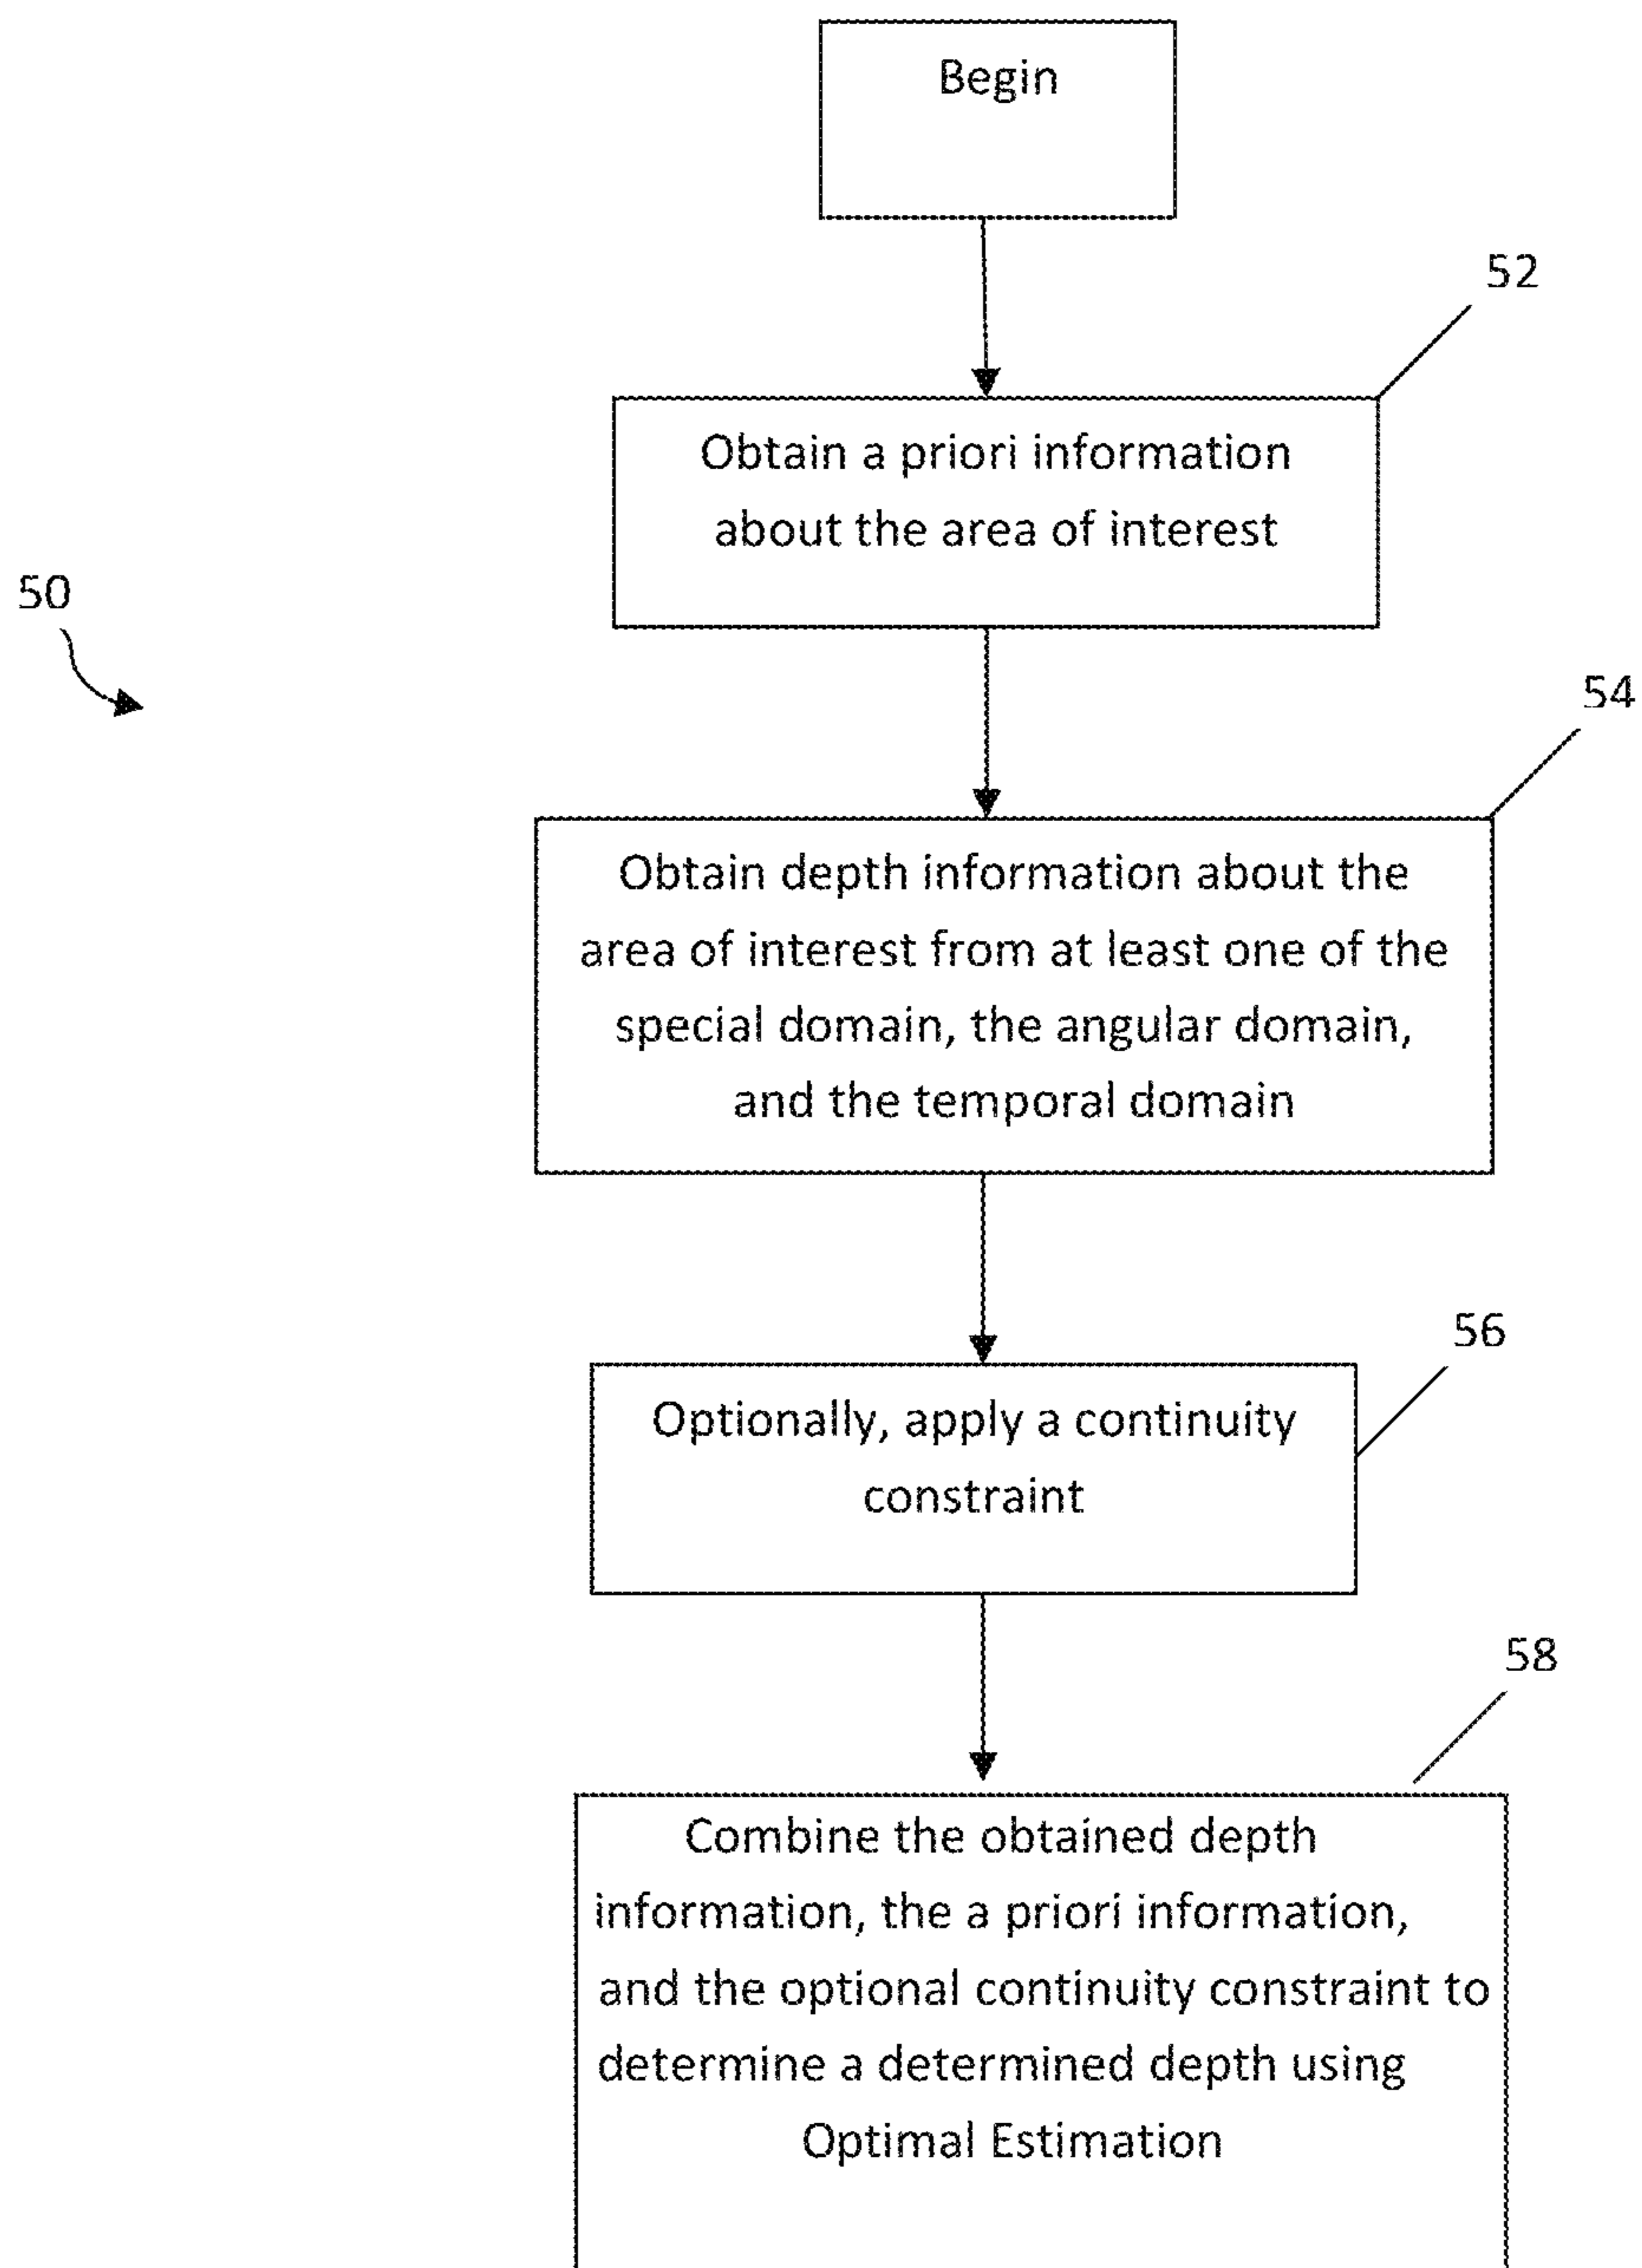 Begin
52
Obtain a priori information
about the area of interest
50
54
Obtain depth information about the
area of interest from at least one of the
special domain, the angular domain,
and the temporal domain
56
Optionally, apply a continuity
constraint
58
Combine the obtained depth
information, the a priori information,
and the optional continuity constraint to
determine a determined depth using
Optimal Estimation